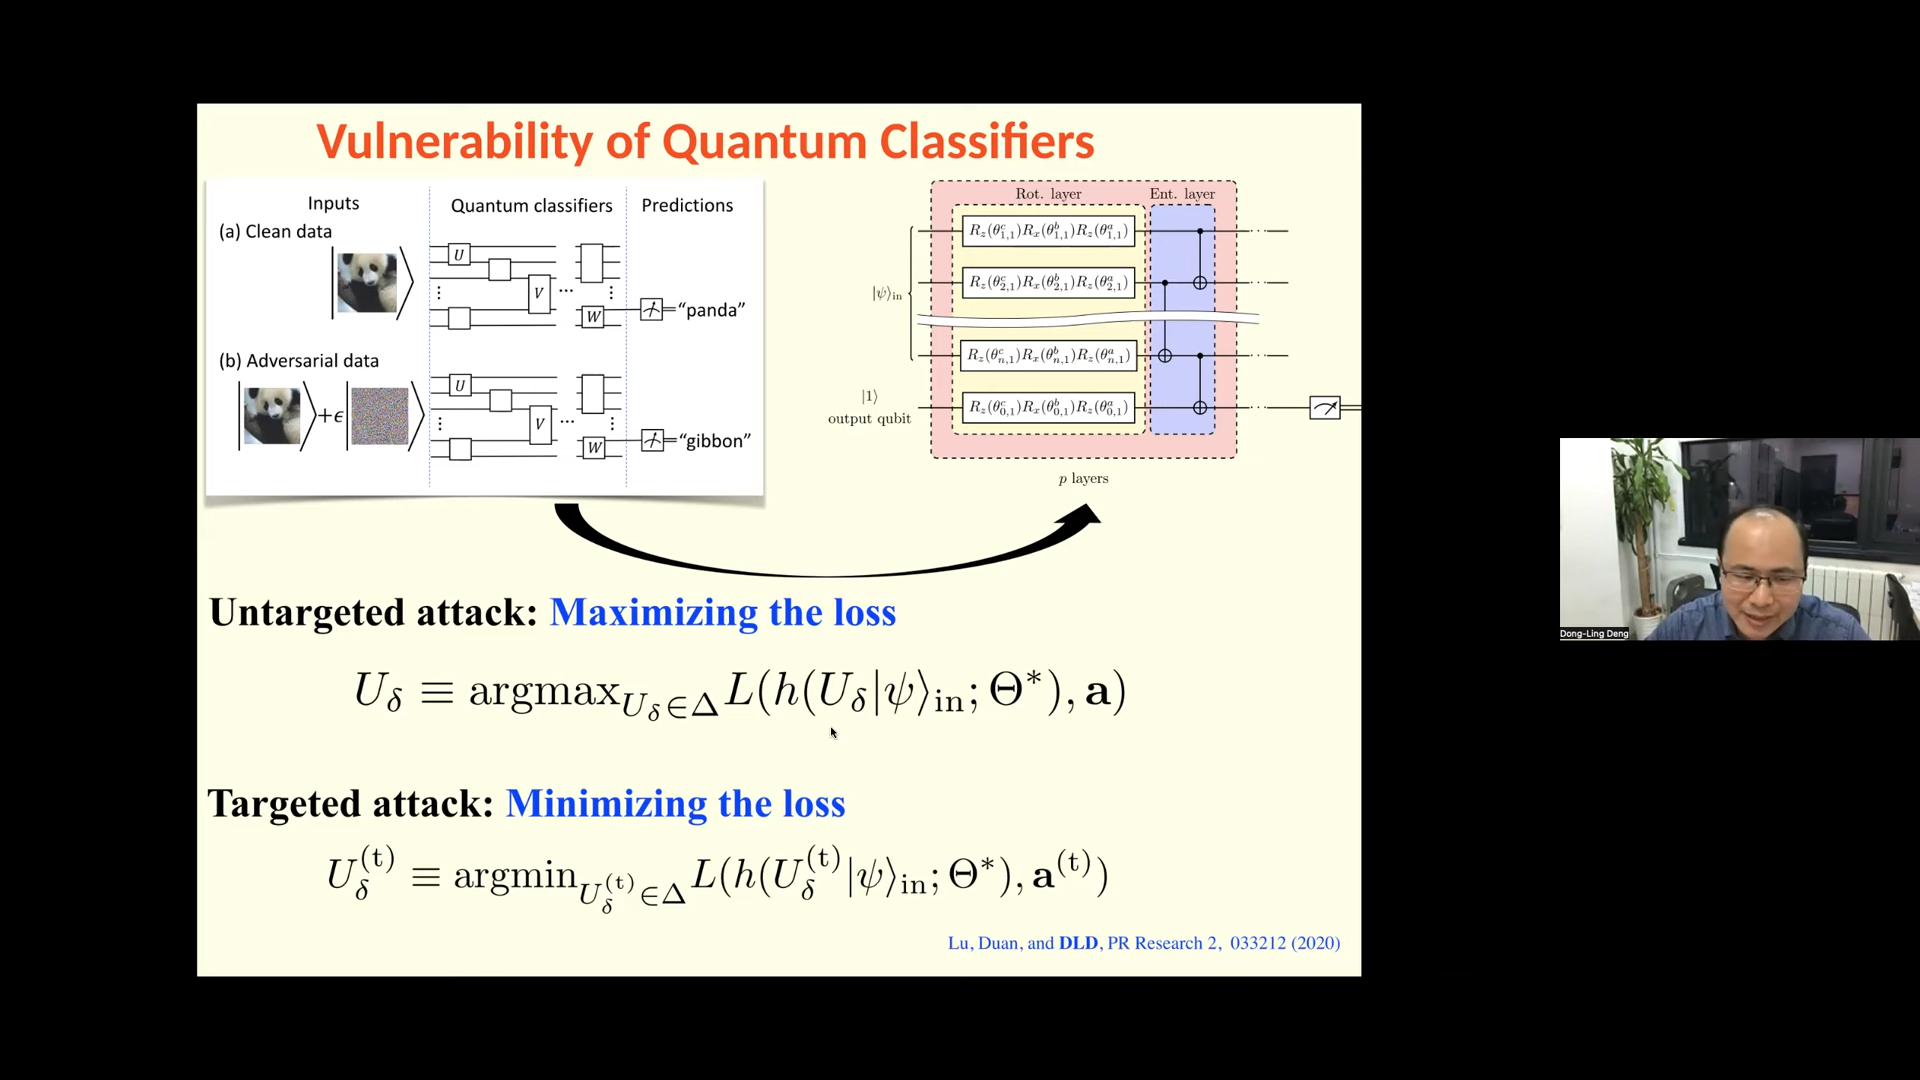 Vulnerability of Quantum Classifiers
Inputs
Quantum classifiers
Predictions
(a) Clean data
U
V
W
"panda"
(b) Adversarial data
+ϵ
U
V
W
"gibbon"
Rot. layer
Ent. layer
R_z(θ^c_{1,1})R_x(θ^b_{1,1})R_z(θ^a_{1,1})
R_z(θ^c_{2,1})R_x(θ^b_{2,1})R_z(θ^a_{2,1})
|ψ⟩_in
R_z(θ^c_{n,1})R_x(θ^b_{n,1})R_z(θ^a_{n,1})
|1⟩
output qubit
R_z(θ^c_{0,1})R_x(θ^b_{0,1})R_z(θ^a_{0,1})
p layers
Untargeted attack: Maximizing the loss
U_δ ≡ argmax_{U_δ∈Δ} L(h(U_δ|ψ⟩_in; Θ*), a)
Targeted attack: Minimizing the loss
U_δ^{(t)} ≡ argmin_{U_δ^{(t)}∈Δ} L(h(U_δ^{(t)}|ψ⟩_in; Θ*), a^{(t)})
Lu, Duan, and DLD, PR Research 2, 033212 (2020)
Dong-Ling Deng